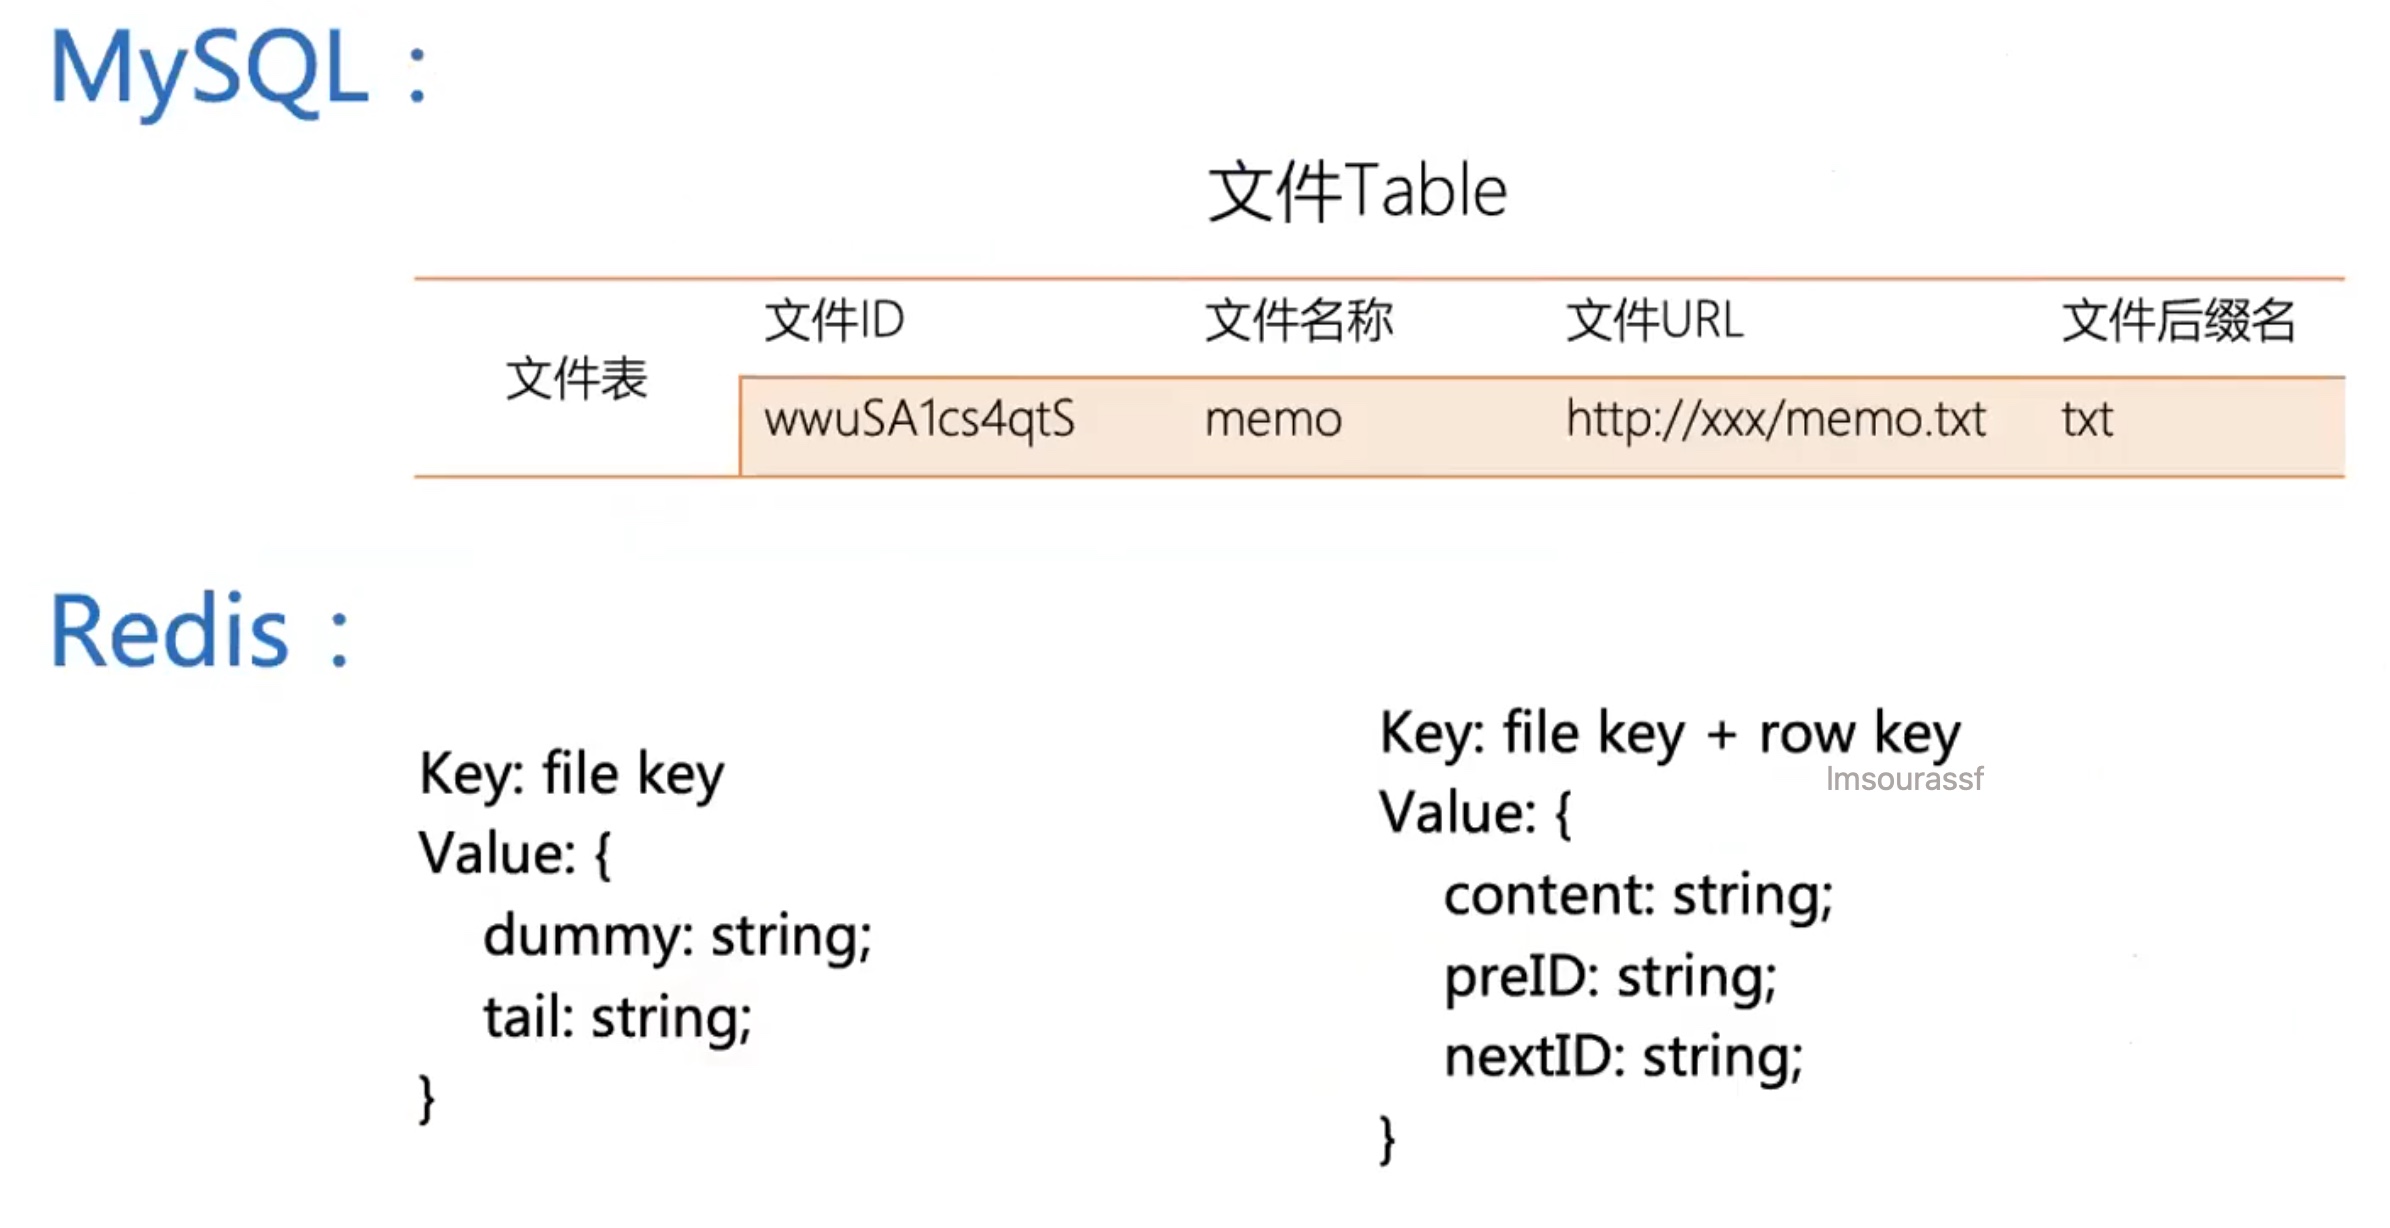 MySQL：
文件Table
文件表
文件ID 文件名称 文件URL 文件后缀名
wwuSA1cs4qtS memo http://xxx/memo.txt txt
Redis：
Key: file key
Value: {
dummy: string;
tail: string;
}
Key: file key + row key
lmsourassf
Value: {
content: string;
preID: string;
nextID: string;
}